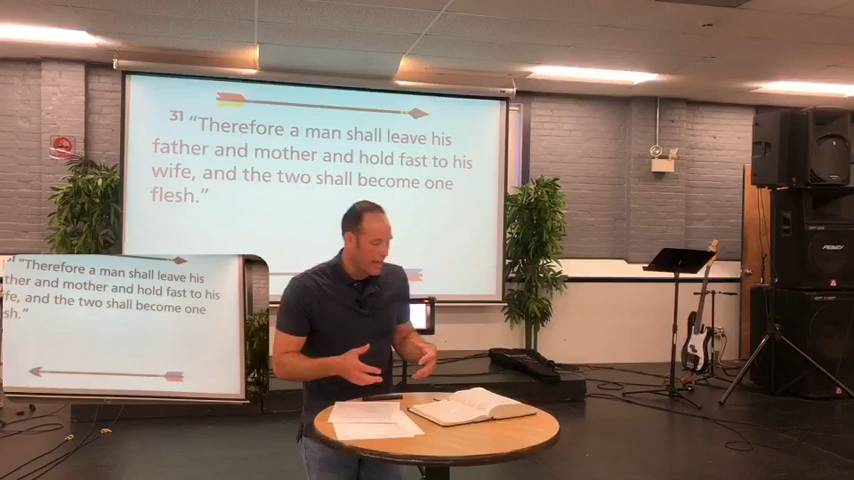 31 “Therefore a man shall leave his
father and mother and hold fast to his
wife, and the two shall become one
flesh.”
“Therefore a man shall leave his
ther and mother and hold fast to his
fe, and the two shall become one
sh.”
PEAVEY